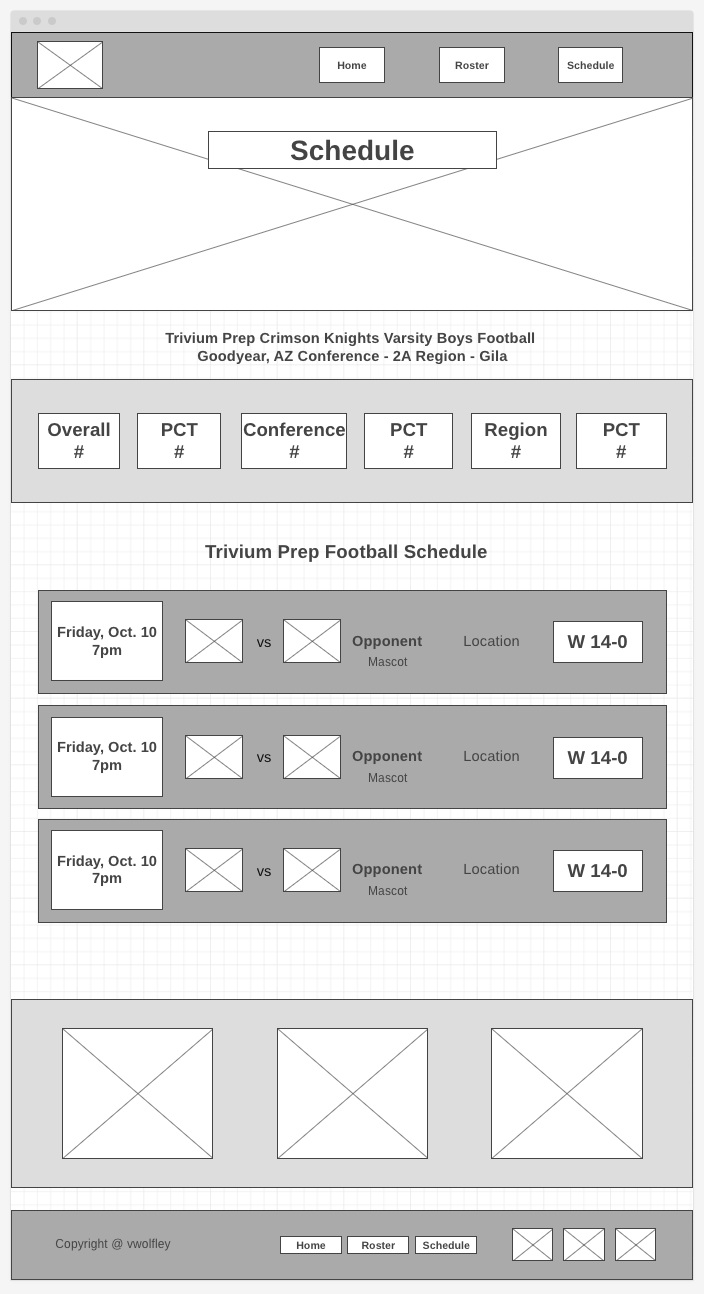 Home
Roster
Schedule
Schedule
Trivium Prep Crimson Knights Varsity Boys Football
Goodyear, AZ Conference - 2A Region - Gila
Overall
#
PCT
#
Conference
#
PCT
#
Region
#
PCT
#
Trivium Prep Football Schedule
Friday, Oct. 10
7pm
vs
Opponent
Mascot
Location
W 14-0
Friday, Oct. 10
7pm
vs
Opponent
Mascot
Location
W 14-0
Friday, Oct. 10
7pm
vs
Opponent
Mascot
Location
W 14-0
Copyright @ vwolfley
Home
Roster
Schedule